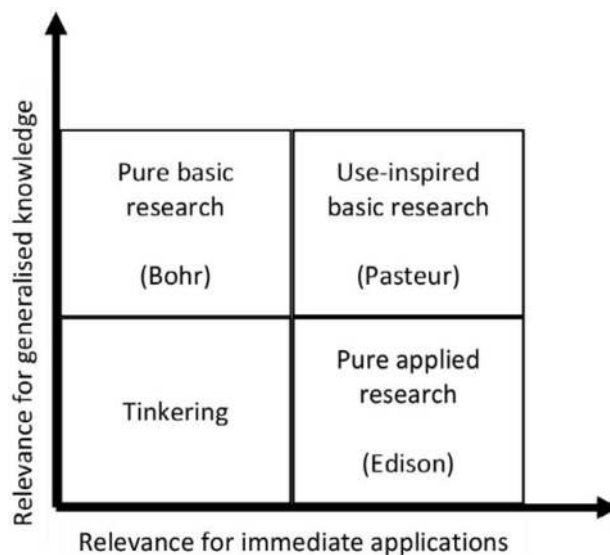 Relevance for generalised knowledge
Pure basic
research
(Bohr)
Use-inspired
basic research
(Pasteur)
Tinkering
Pure applied
research
(Edison)
Relevance for immediate applications